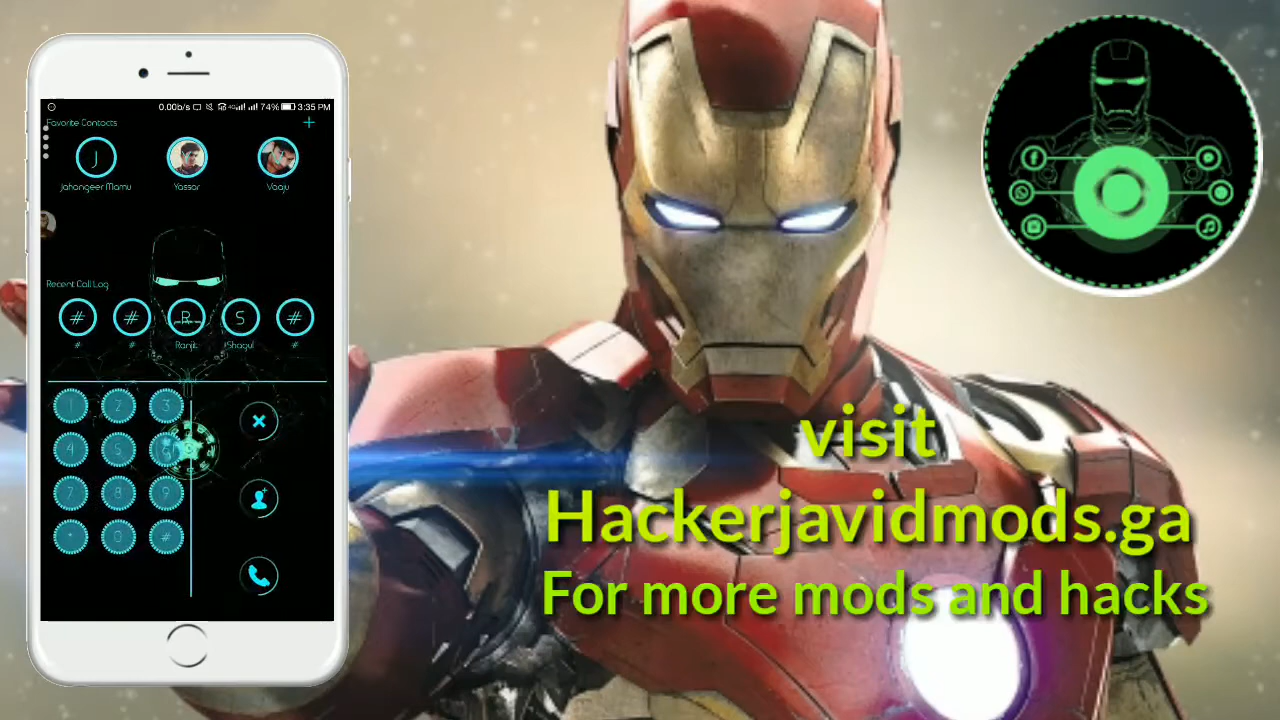 0.00b/s 4G 74% 3:35 PM
Favorite Contacts
+
J
Jahangeer Mamu Yassar Vaaju
Recent Call Log
# # R S #
# # Ranjit #
1 2 3
4 5 6
7 8 9
* 0 #
visit
Hackerjavidmods.ga
For more mods and hacks